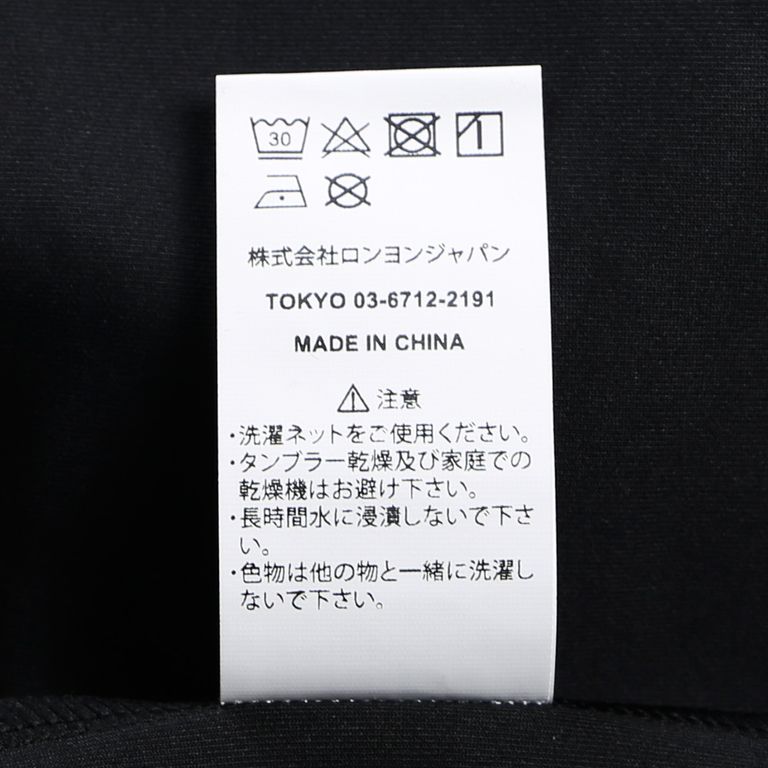 30
株式会社ロンヨンジャパン
TOKYO 03-6712-2191
MADE IN CHINA
注意
・洗濯ネットをご使用ください。
・タンブラー乾燥及び家庭での
乾燥機はお避け下さい。
・長時間水に浸漬しないで下さ
い。
・色物は他の物と一緒に洗濯し
ないで下さい。